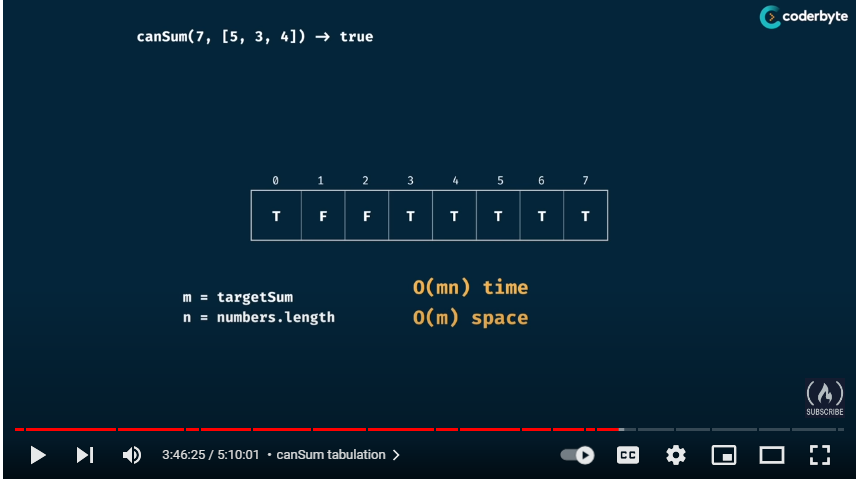 coderbyte
canSum(7, [5, 3, 4]) → true
0 1 2 3 4 5 6 7
T F F T T T T T
m = targetSum
n = numbers.length
O(mn) time
O(m) space
SUBSCRIBE
3:46:25 / 5:10:01 • canSum tabulation >
CC